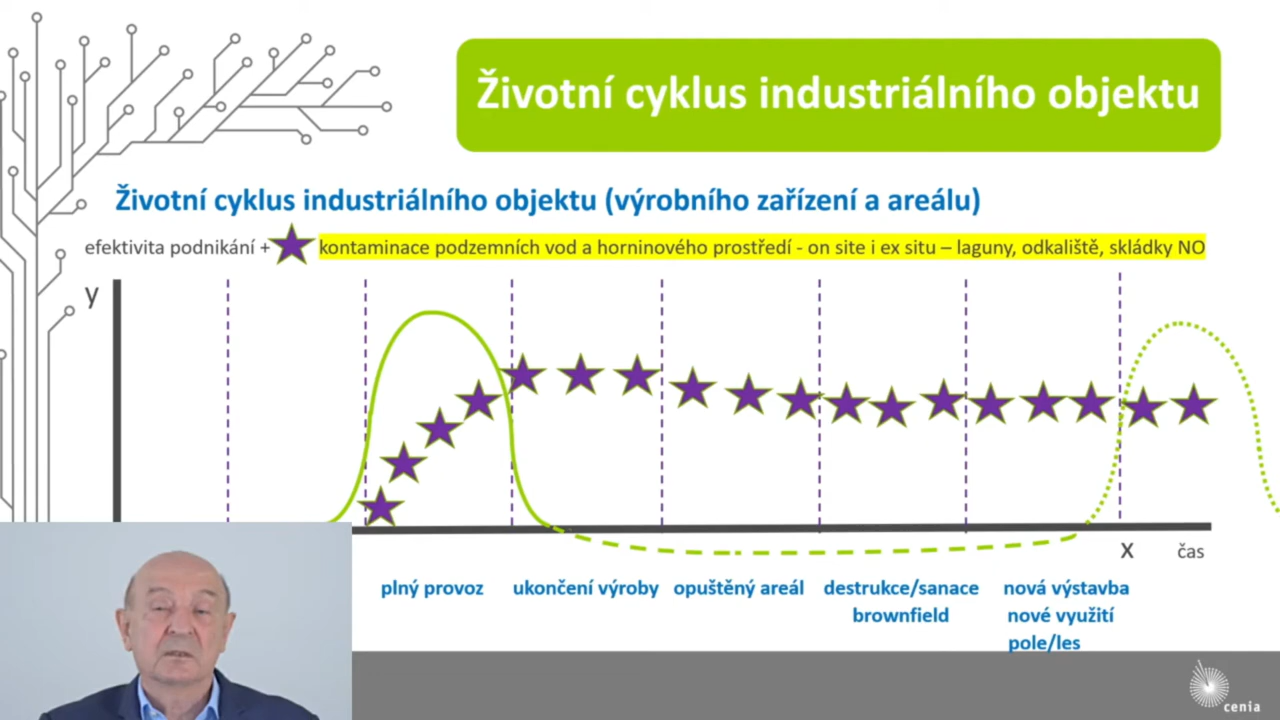 Životní cyklus industriálního objektu
Životní cyklus industriálního objektu (výrobního zařízení a areálu)
efektivita podnikání + kontaminace podzemních vod a horninového prostředí - on site i ex situ – laguny, odkaliště, skládky NO
y
x čas
plný provoz ukončení výroby opuštěný areál destrukce/sanace nová výstavba
brownfield nové využití
pole/les
cenia